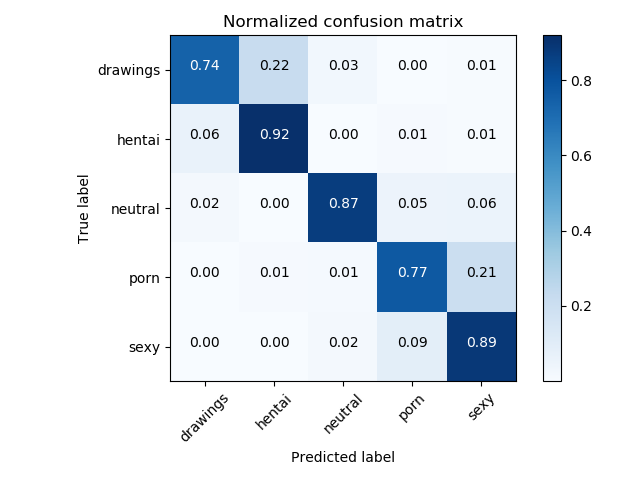 Normalized confusion matrix
drawings 0.74 0.22 0.03 0.00 0.01
0.8
hentai 0.06 0.92 0.00 0.01 0.01
0.6
True label
neutral 0.02 0.00 0.87 0.05 0.06
0.4
porn 0.00 0.01 0.01 0.77 0.21
0.2
sexy 0.00 0.00 0.02 0.09 0.89
drawings hentai neutral porn sexy
Predicted label